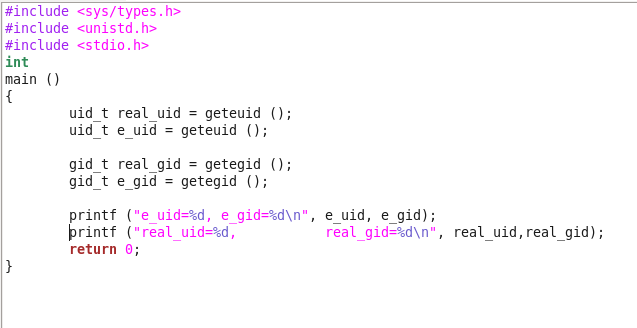 #include <sys/types.h>
#include <unistd.h>
#include <stdio.h>
int
main ()
{
        uid_t real_uid = geteuid ();
        uid_t e_uid = geteuid ();

        gid_t real_gid = getegid ();
        gid_t e_gid = getegid ();

        printf ("e_uid=%d, e_gid=%d\n", e_uid, e_gid);
        printf ("real_uid=%d,           real_gid=%d\n", real_uid,real_gid);
        return 0;
}